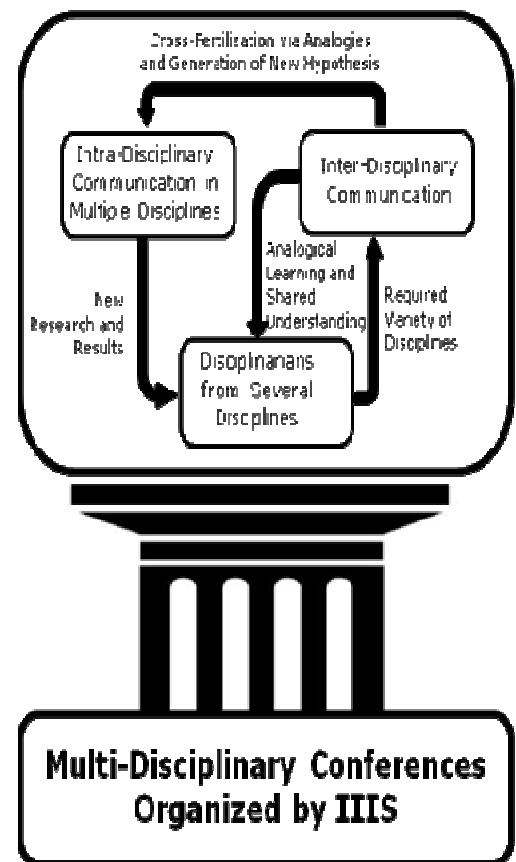 Cross-Fertilization via Analogies
and Generation of New Hypothesis
Intra-Disciplinary
Communication in
Multiple Disciplines
Inter-Disciplinary
Communication
Analogical
Learning and
Shared
Understanding
Required
Variety of
Disciplines
New
Research and
Results
Disciplinarians
from Several
Disciplines
Multi-Disciplinary Conferences
Organized by IIIS